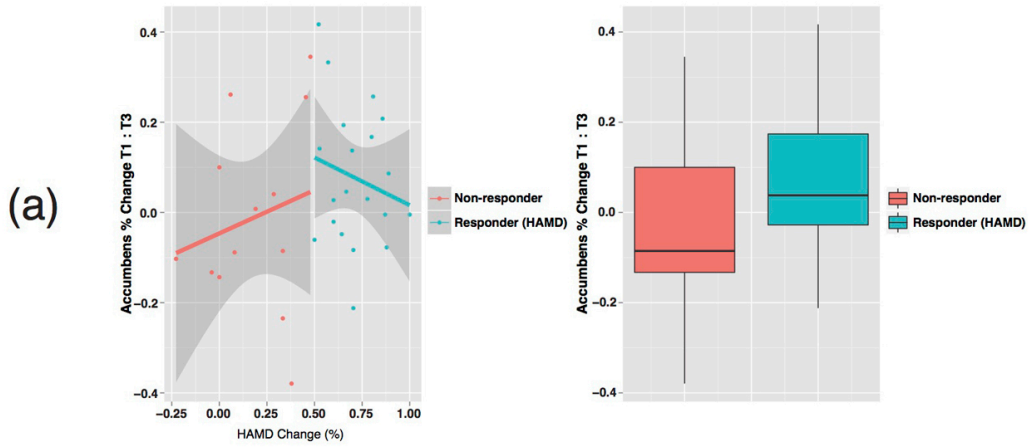 (a)
Accumbens % Change T1 : T3
0.4
0.2
0.0
−0.2
−0.4
−0.25 0.00 0.25 0.50 0.75 1.00
HAMD Change (%)
Non-responder
Responder (HAMD)
Accumbens % Change T1 : T3
0.4
0.2
0.0
−0.2
−0.4
Non-responder
Responder (HAMD)